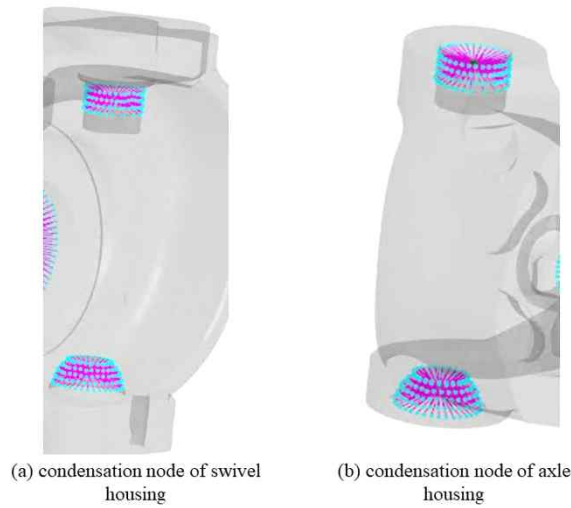 (a) condensation node of swivel
housing
(b) condensation node of axle
housing